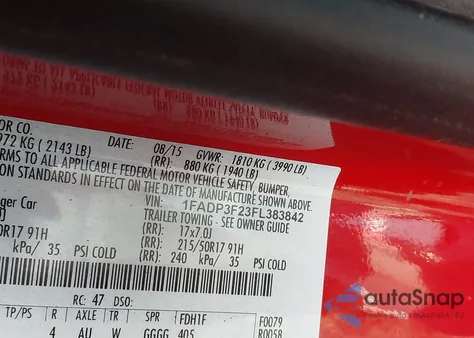 OR CO.
DATE: 08/15 GVWR: 1810 KG ( 3990 LB)
972 KG ( 2143 LB) (RR): 880 KG (1940 LB)
RMS TO ALL APPLICABLE FEDERAL MOTOR VEHICLE SAFETY, BUMPER,
ION STANDARDS IN EFFECT ON THE DATE OF MANUFACTURE SHOWN ABOVE.
VIN: 1FADP3F23FL383842
nger Car TRAILER TOWING - SEE OWNER GUIDE
(RR): 17x7.0J
0R17 91H (RR): 215/50R17 91H
kPa/ 35 PSI COLD (RR): 240 kPa/ 35 PSI COLD
RC: 47 DSO:
TP/PS R AXLE TR SPR FDH1F F0079
4 AU W GGGG 405 R0058
autoSnap